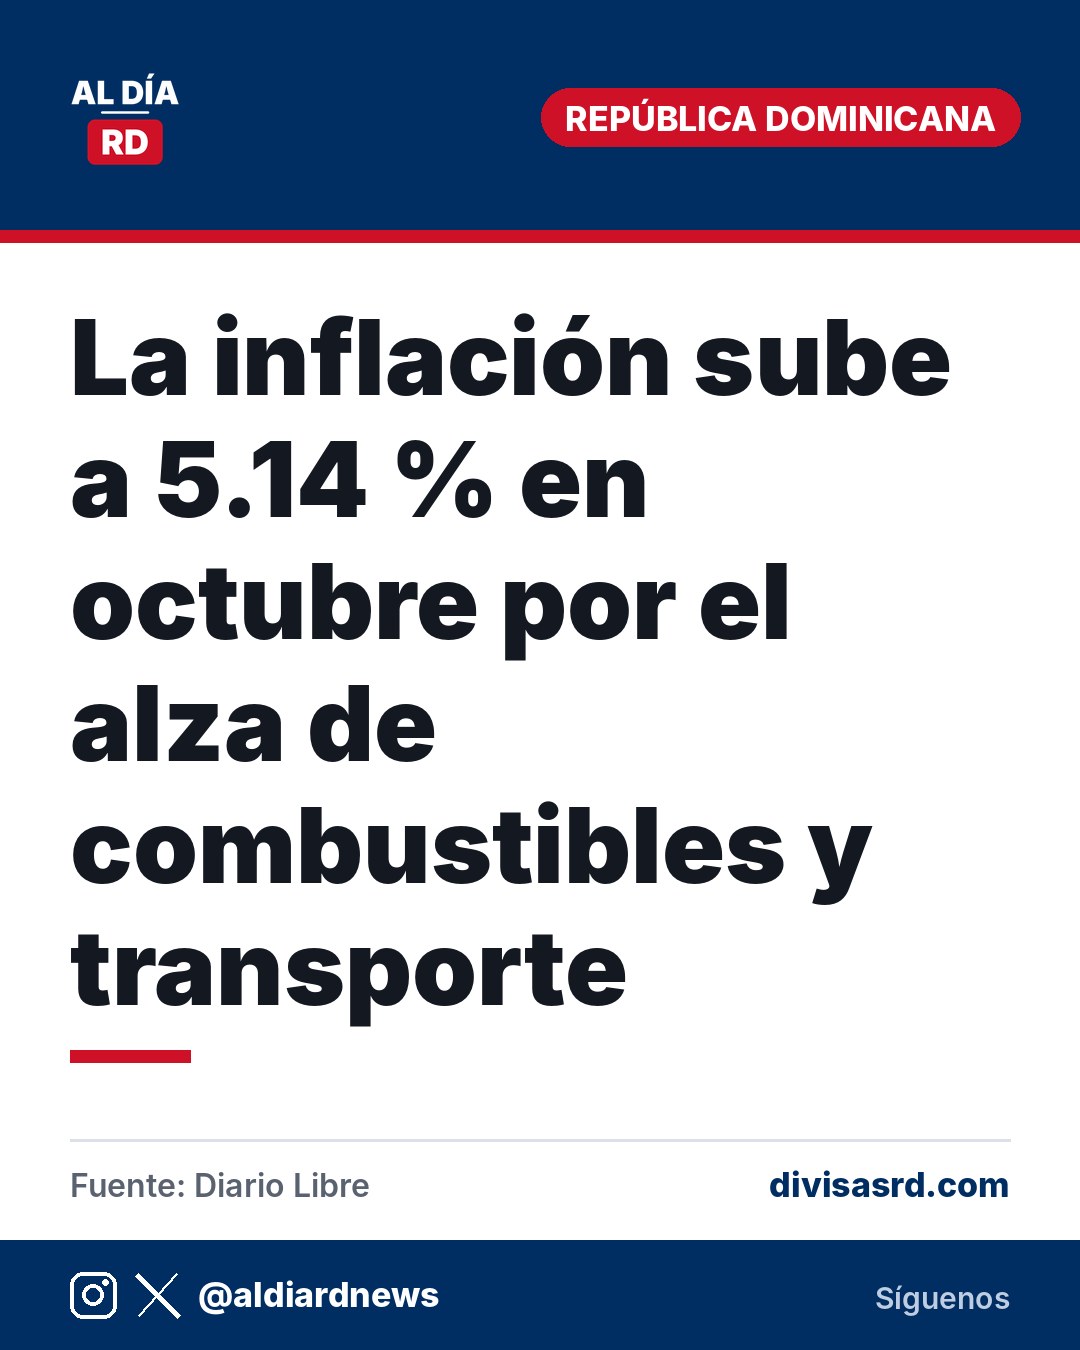 AL DÍA
RD
REPÚBLICA DOMINICANA
La inflación sube
a 5.14 % en
octubre por el
alza de
combustibles y
transporte
Fuente: Diario Libre
divisasrd.com
@aldiardnews
Síguenos